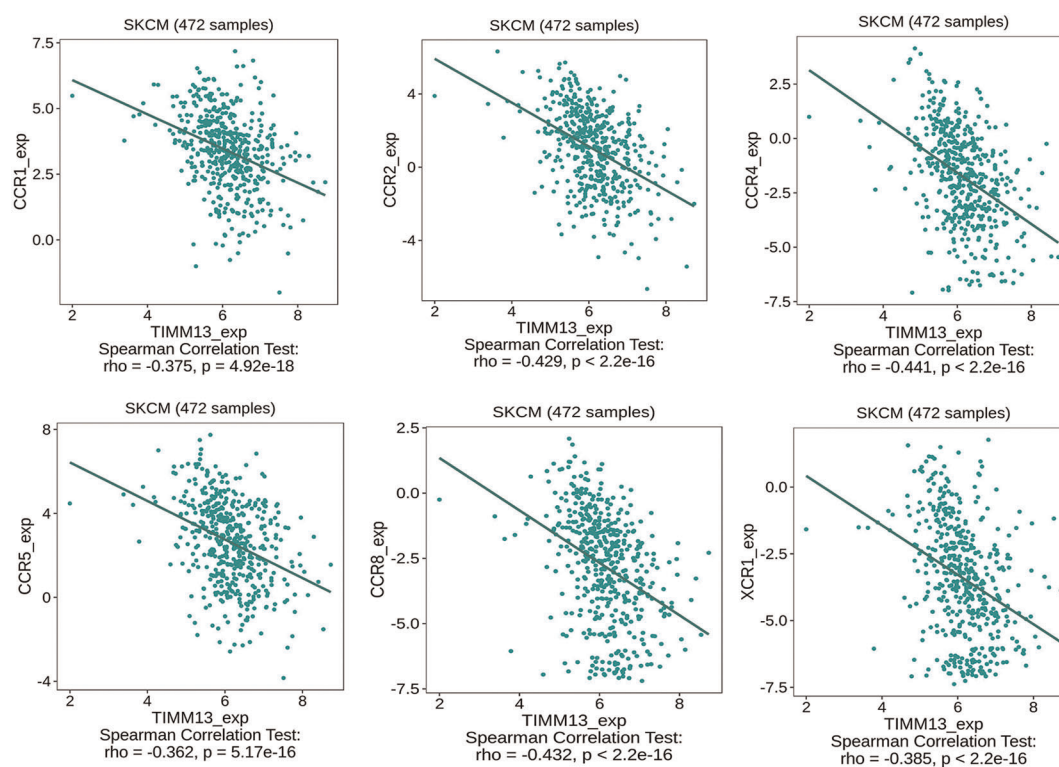 SKCM (472 samples)
7.5
5.0
2.5
0.0
CCR1_exp
2
4
6
8
TIMM13_exp
Spearman Correlation Test:
rho = -0.375, p = 4.92e-18
SKCM (472 samples)
4
0
-4
CCR2_exp
2
4
6
8
TIMM13_exp
Spearman Correlation Test:
rho = -0.429, p < 2.2e-16
SKCM (472 samples)
2.5
0.0
-2.5
-5.0
-7.5
CCR4_exp
2
4
6
8
TIMM13_exp
Spearman Correlation Test:
rho = -0.441, p < 2.2e-16
SKCM (472 samples)
8
4
0
-4
CCR5_exp
2
4
6
8
TIMM13_exp
Spearman Correlation Test:
rho = -0.362, p = 5.17e-16
SKCM (472 samples)
2.5
0.0
-2.5
-5.0
-7.5
CCR8_exp
2
4
6
8
TIMM13_exp
Spearman Correlation Test:
rho = -0.432, p < 2.2e-16
SKCM (472 samples)
0.0
-2.5
-5.0
-7.5
XCR1_exp
2
4
6
8
TIMM13_exp
Spearman Correlation Test:
rho = -0.385, p < 2.2e-16